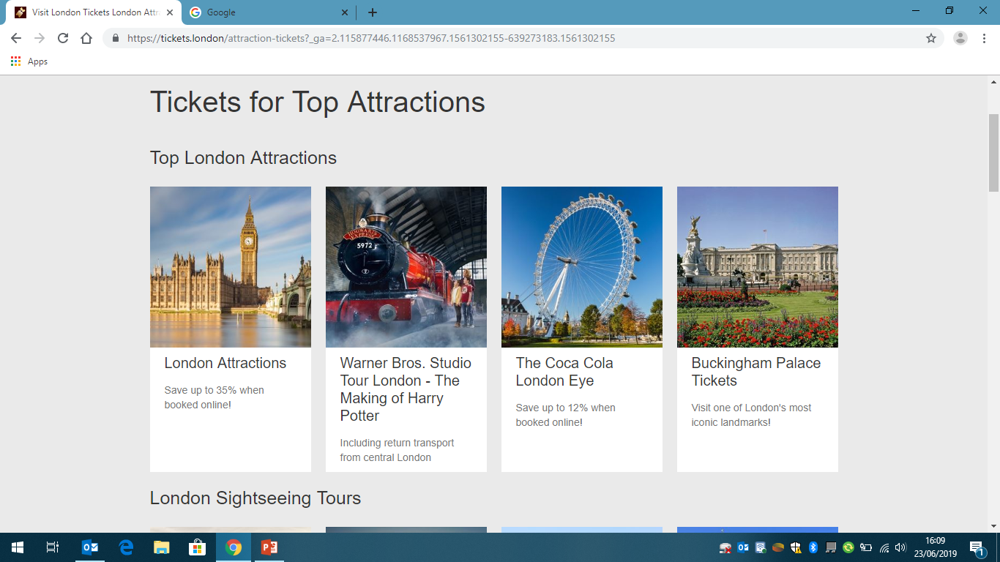 Visit London Tickets London Attr
Google
https://tickets.london/attraction-tickets?_ga=2.115877446.1168537967.1561302155-639273183.1561302155
Apps
Tickets for Top Attractions
Top London Attractions
HOGWARTS EXPRESS
5972
London Attractions
Save up to 35% when
booked online!
Warner Bros. Studio
Tour London - The
Making of Harry
Potter
Including return transport
from central London
The Coca Cola
London Eye
Save up to 12% when
booked online!
Buckingham Palace
Tickets
Visit one of London's most
iconic landmarks!
London Sightseeing Tours
16:09
23/06/2019
1